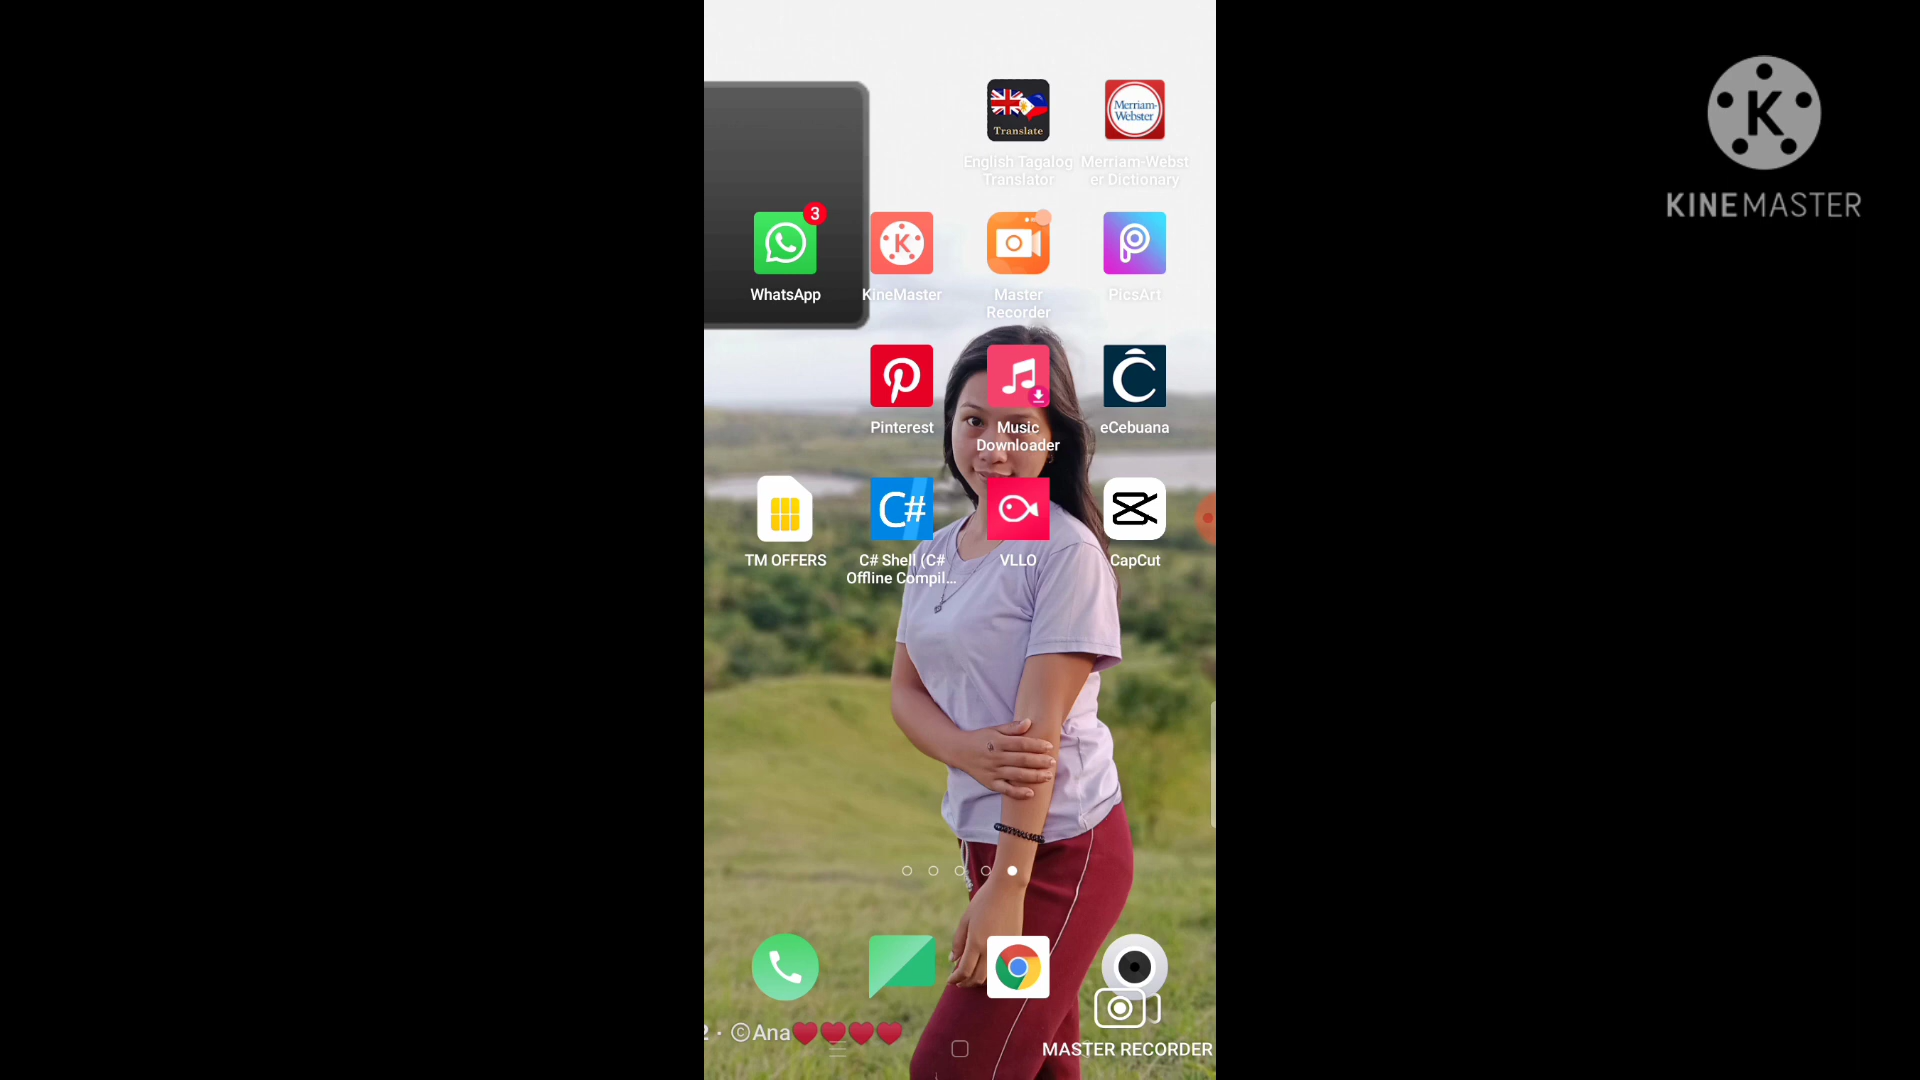 K
KINEMASTER
Translate
Merriam-
Webster
English Tagalog
Translator
Merriam-Webst
er Dictionary
3
K
WhatsApp
KineMaster
Master
Recorder
PicsArt
Pinterest
Music
Downloader
eCebuana
C#
TM OFFERS
C# Shell (C#
Offline Compil...
VLLO
CapCut
2 · ©Ana❤❤❤❤
MASTER RECORDER